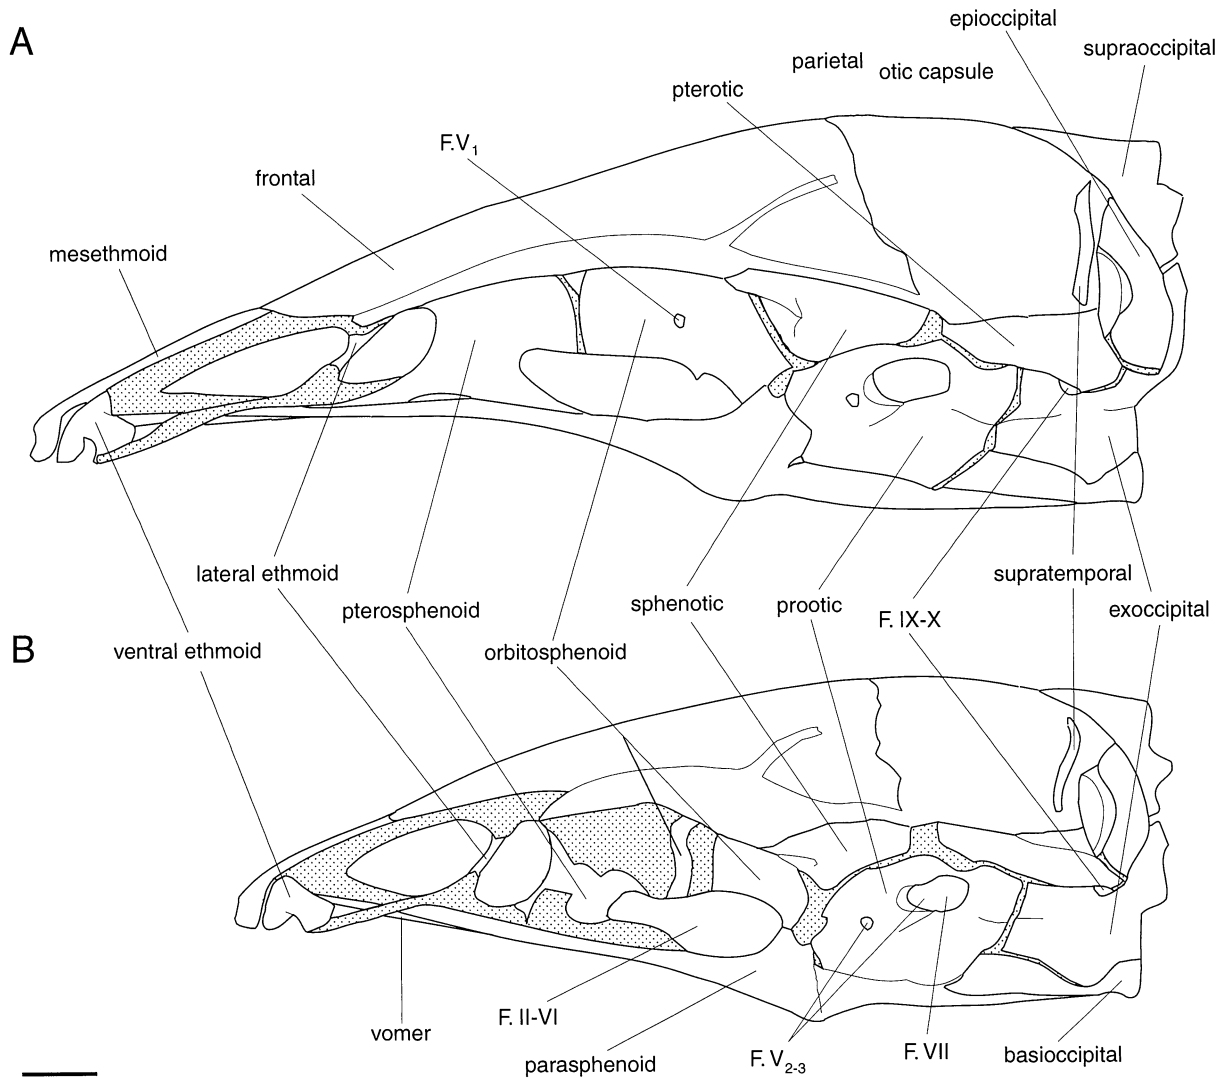 A
epioccipital
supraoccipital
parietal
otic capsule
pterotic
F.V1
frontal
mesethmoid
lateral ethmoid
pterosphenoid
sphenotic
prootic
supratemporal
F. IX-X
exoccipital
B
ventral ethmoid
orbitosphenoid
F. II-VI
vomer
parasphenoid
F. V2-3
F. VII
basioccipital